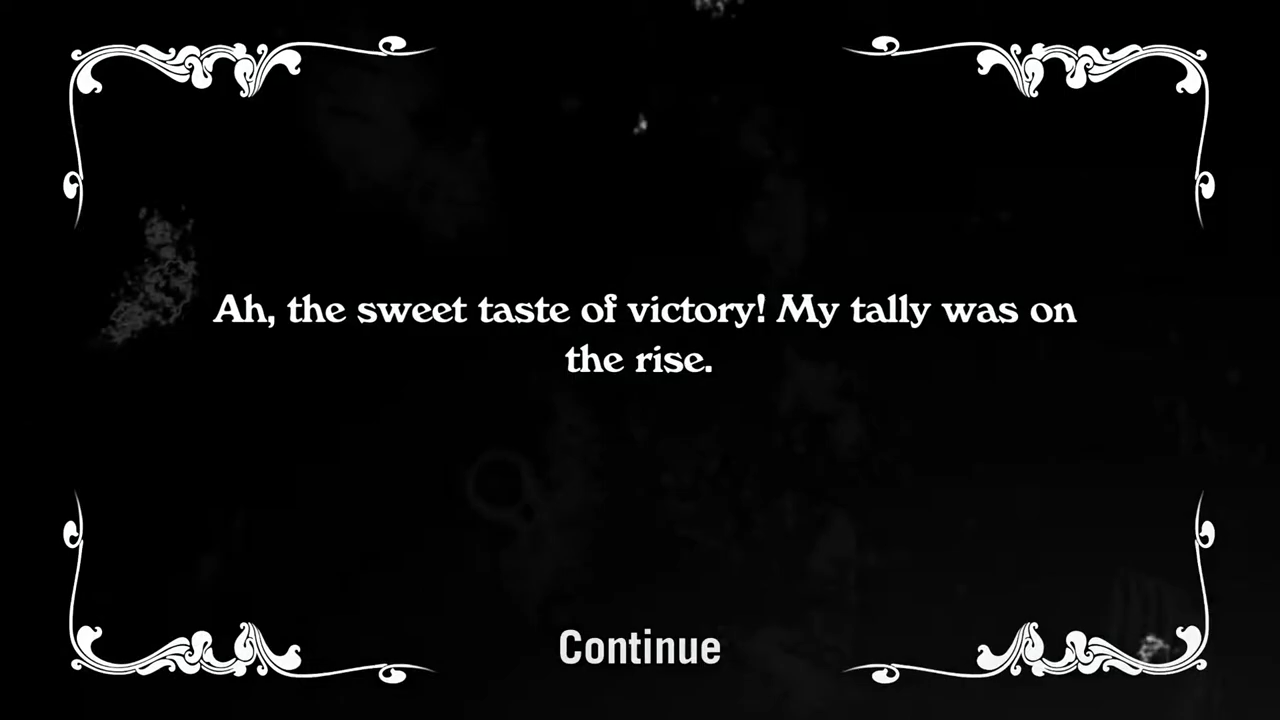 Ah, the sweet taste of victory! My tally was on
the rise.
Continue